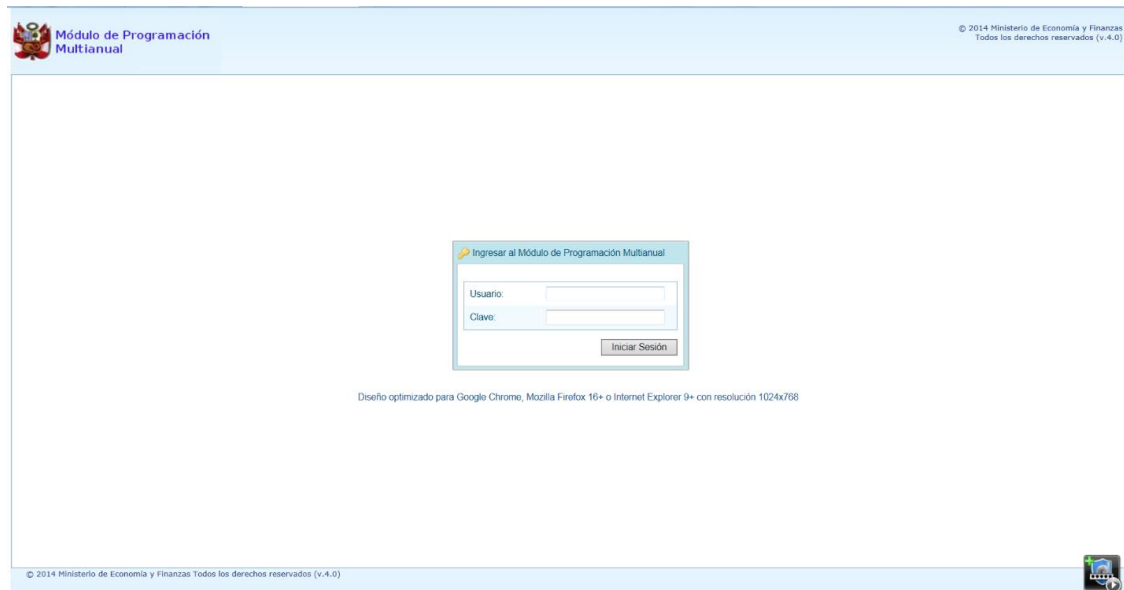 Módulo de Programación
Multianual
© 2014 Ministerio de Economía y Finanzas
Todos los derechos reservados (v.4.0)
Ingresar al Módulo de Programación Multianual
Usuario:
Clave:
Iniciar Sesión
Diseño optimizado para Google Chrome, Mozilla Firefox 16+ o Internet Explorer 9+ con resolución 1024x768
© 2014 Ministerio de Economía y Finanzas Todos los derechos reservados (v.4.0)